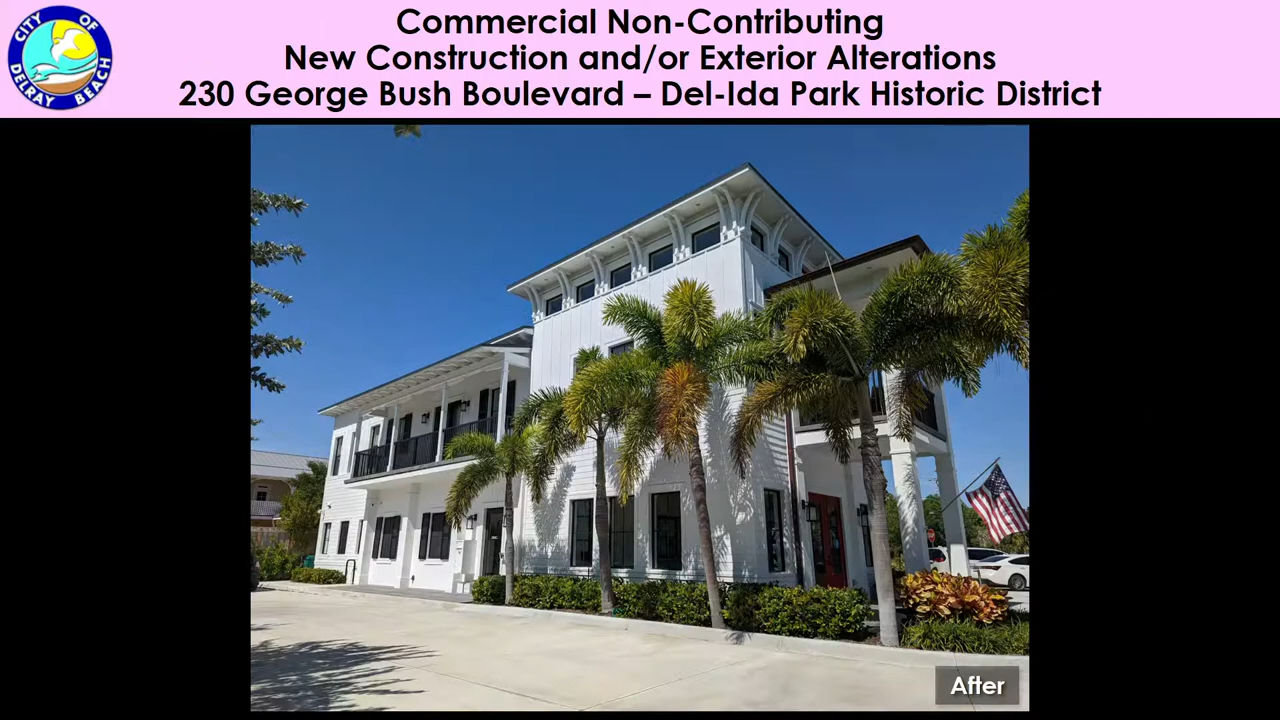 CITY OF
DELRAY BEACH
Commercial Non-Contributing
New Construction and/or Exterior Alterations
230 George Bush Boulevard – Del-Ida Park Historic District
After